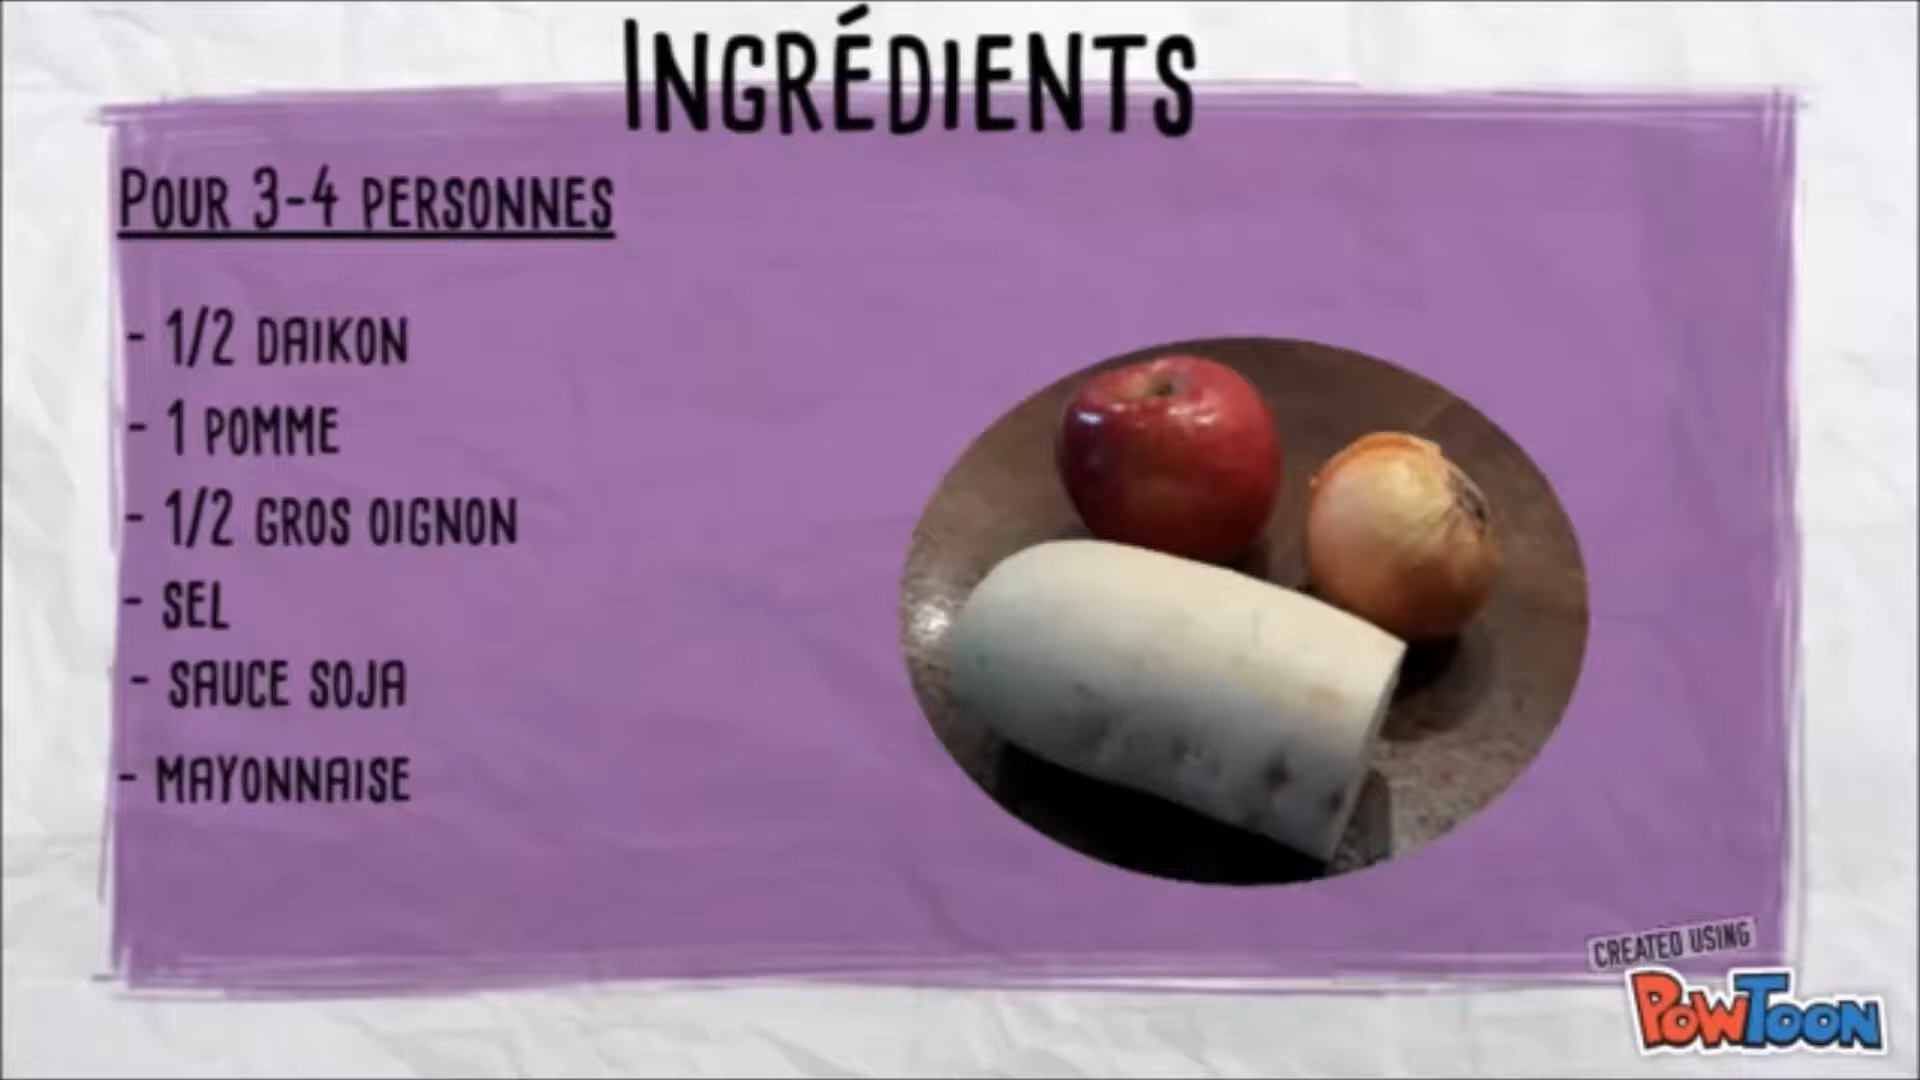 INGRÉDIENTS
POUR 3-4 PERSONNES
- 1/2 DAIKON
- 1 POMME
- 1/2 GROS OIGNON
- SEL
- SAUCE SOJA
- MAYONNAISE
CREATED USING
POWTOON